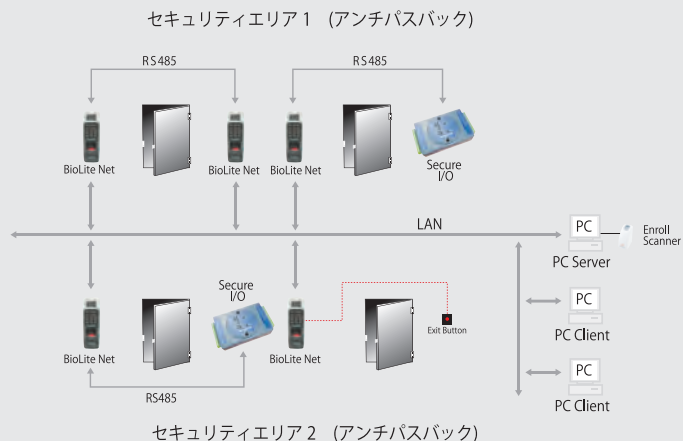 セキュリティエリア 1　(アンチパスバック)
RS485
RS485
BioLite Net
BioLite Net
BioLite Net
Secure
I/O
LAN
PC
Enroll
Scanner
PC Server
Secure
I/O
PC
BioLite Net
BioLite Net
Exit Button
PC Client
RS485
PC
PC Client
セキュリティエリア 2　(アンチパスバック)